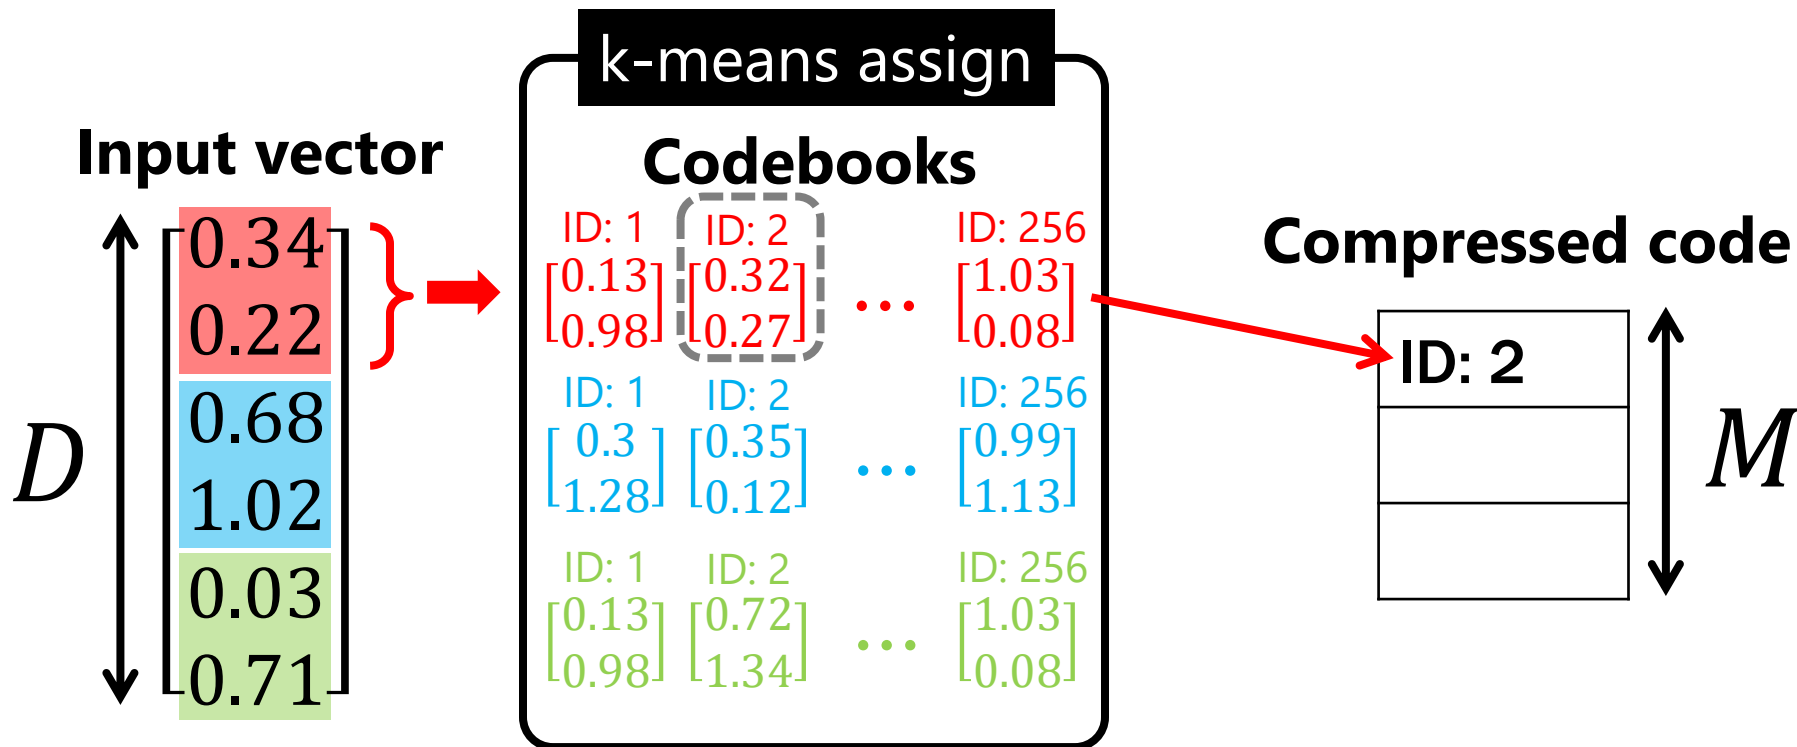 k-means assign
Input vector
Codebooks
Compressed code
D
0.34
0.22
0.68
1.02
0.03
0.71
ID: 1 ID: 2 ID: 256
0.13 0.32 ... 1.03
0.98 0.27 0.08
ID: 1 ID: 2 ID: 256
0.3 0.35 ... 0.99
1.28 0.12 1.13
ID: 1 ID: 2 ID: 256
0.13 0.72 ... 1.03
0.98 1.34 0.08
ID: 2
M